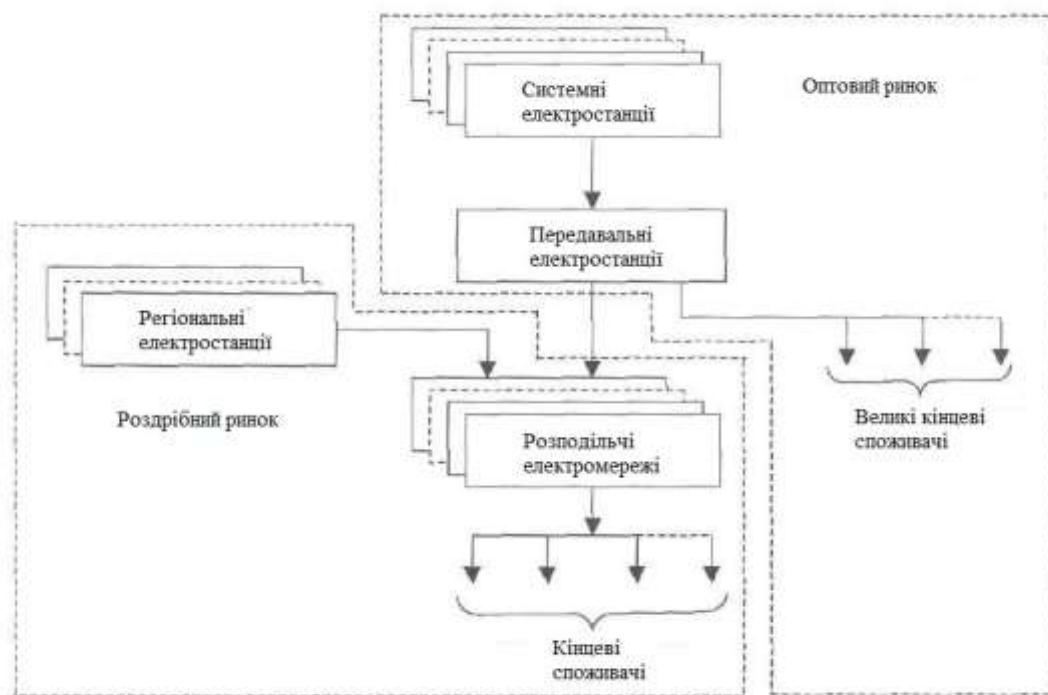 Системні
електростанції
Оптовий ринок
Передавальні
електростанції
Регіональні
електростанції
Роздрібний ринок
Розподільчі
електромережі
Великі кінцеві
споживачі
Кінцеві
споживачі